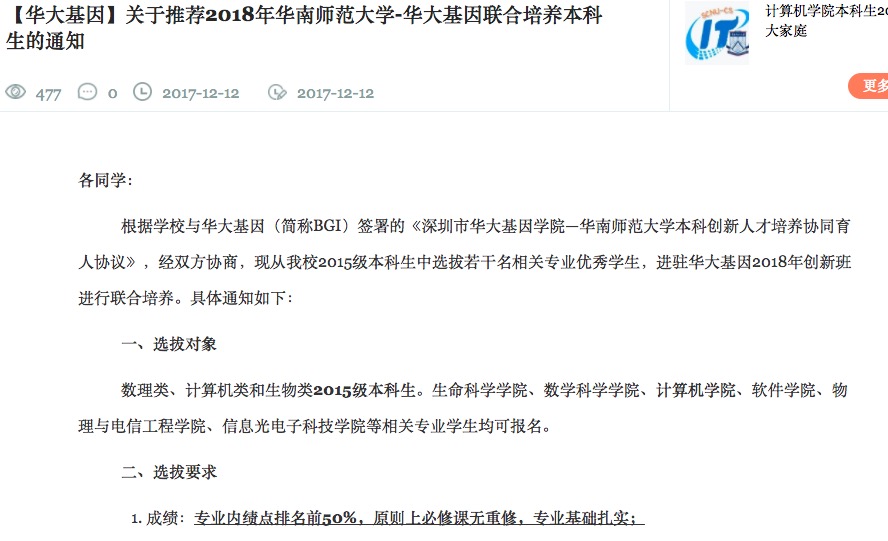 【华大基因】关于推荐2018年华南师范大学-华大基因联合培养本科
生的通知
477 0 2017-12-12 2017-12-12
SCNU-CS
IT
计算机学院本科生20
大家庭
更多
各同学：
根据学校与华大基因（简称BGI）签署的《深圳市华大基因学院—华南师范大学本科创新人才培养协同育
人协议》，经双方协商，现从我校2015级本科生中选拔若干名相关专业优秀学生，进驻华大基因2018年创新班
进行联合培养。具体通知如下：
一、选拔对象
数理类、计算机类和生物类2015级本科生。生命科学学院、数学科学学院、计算机学院、软件学院、物
理与电信工程学院、信息光电子科技学院等相关专业学生均可报名。
二、选拔要求
1. 成绩：专业内绩点排名前50%，原则上必修课无重修，专业基础扎实；